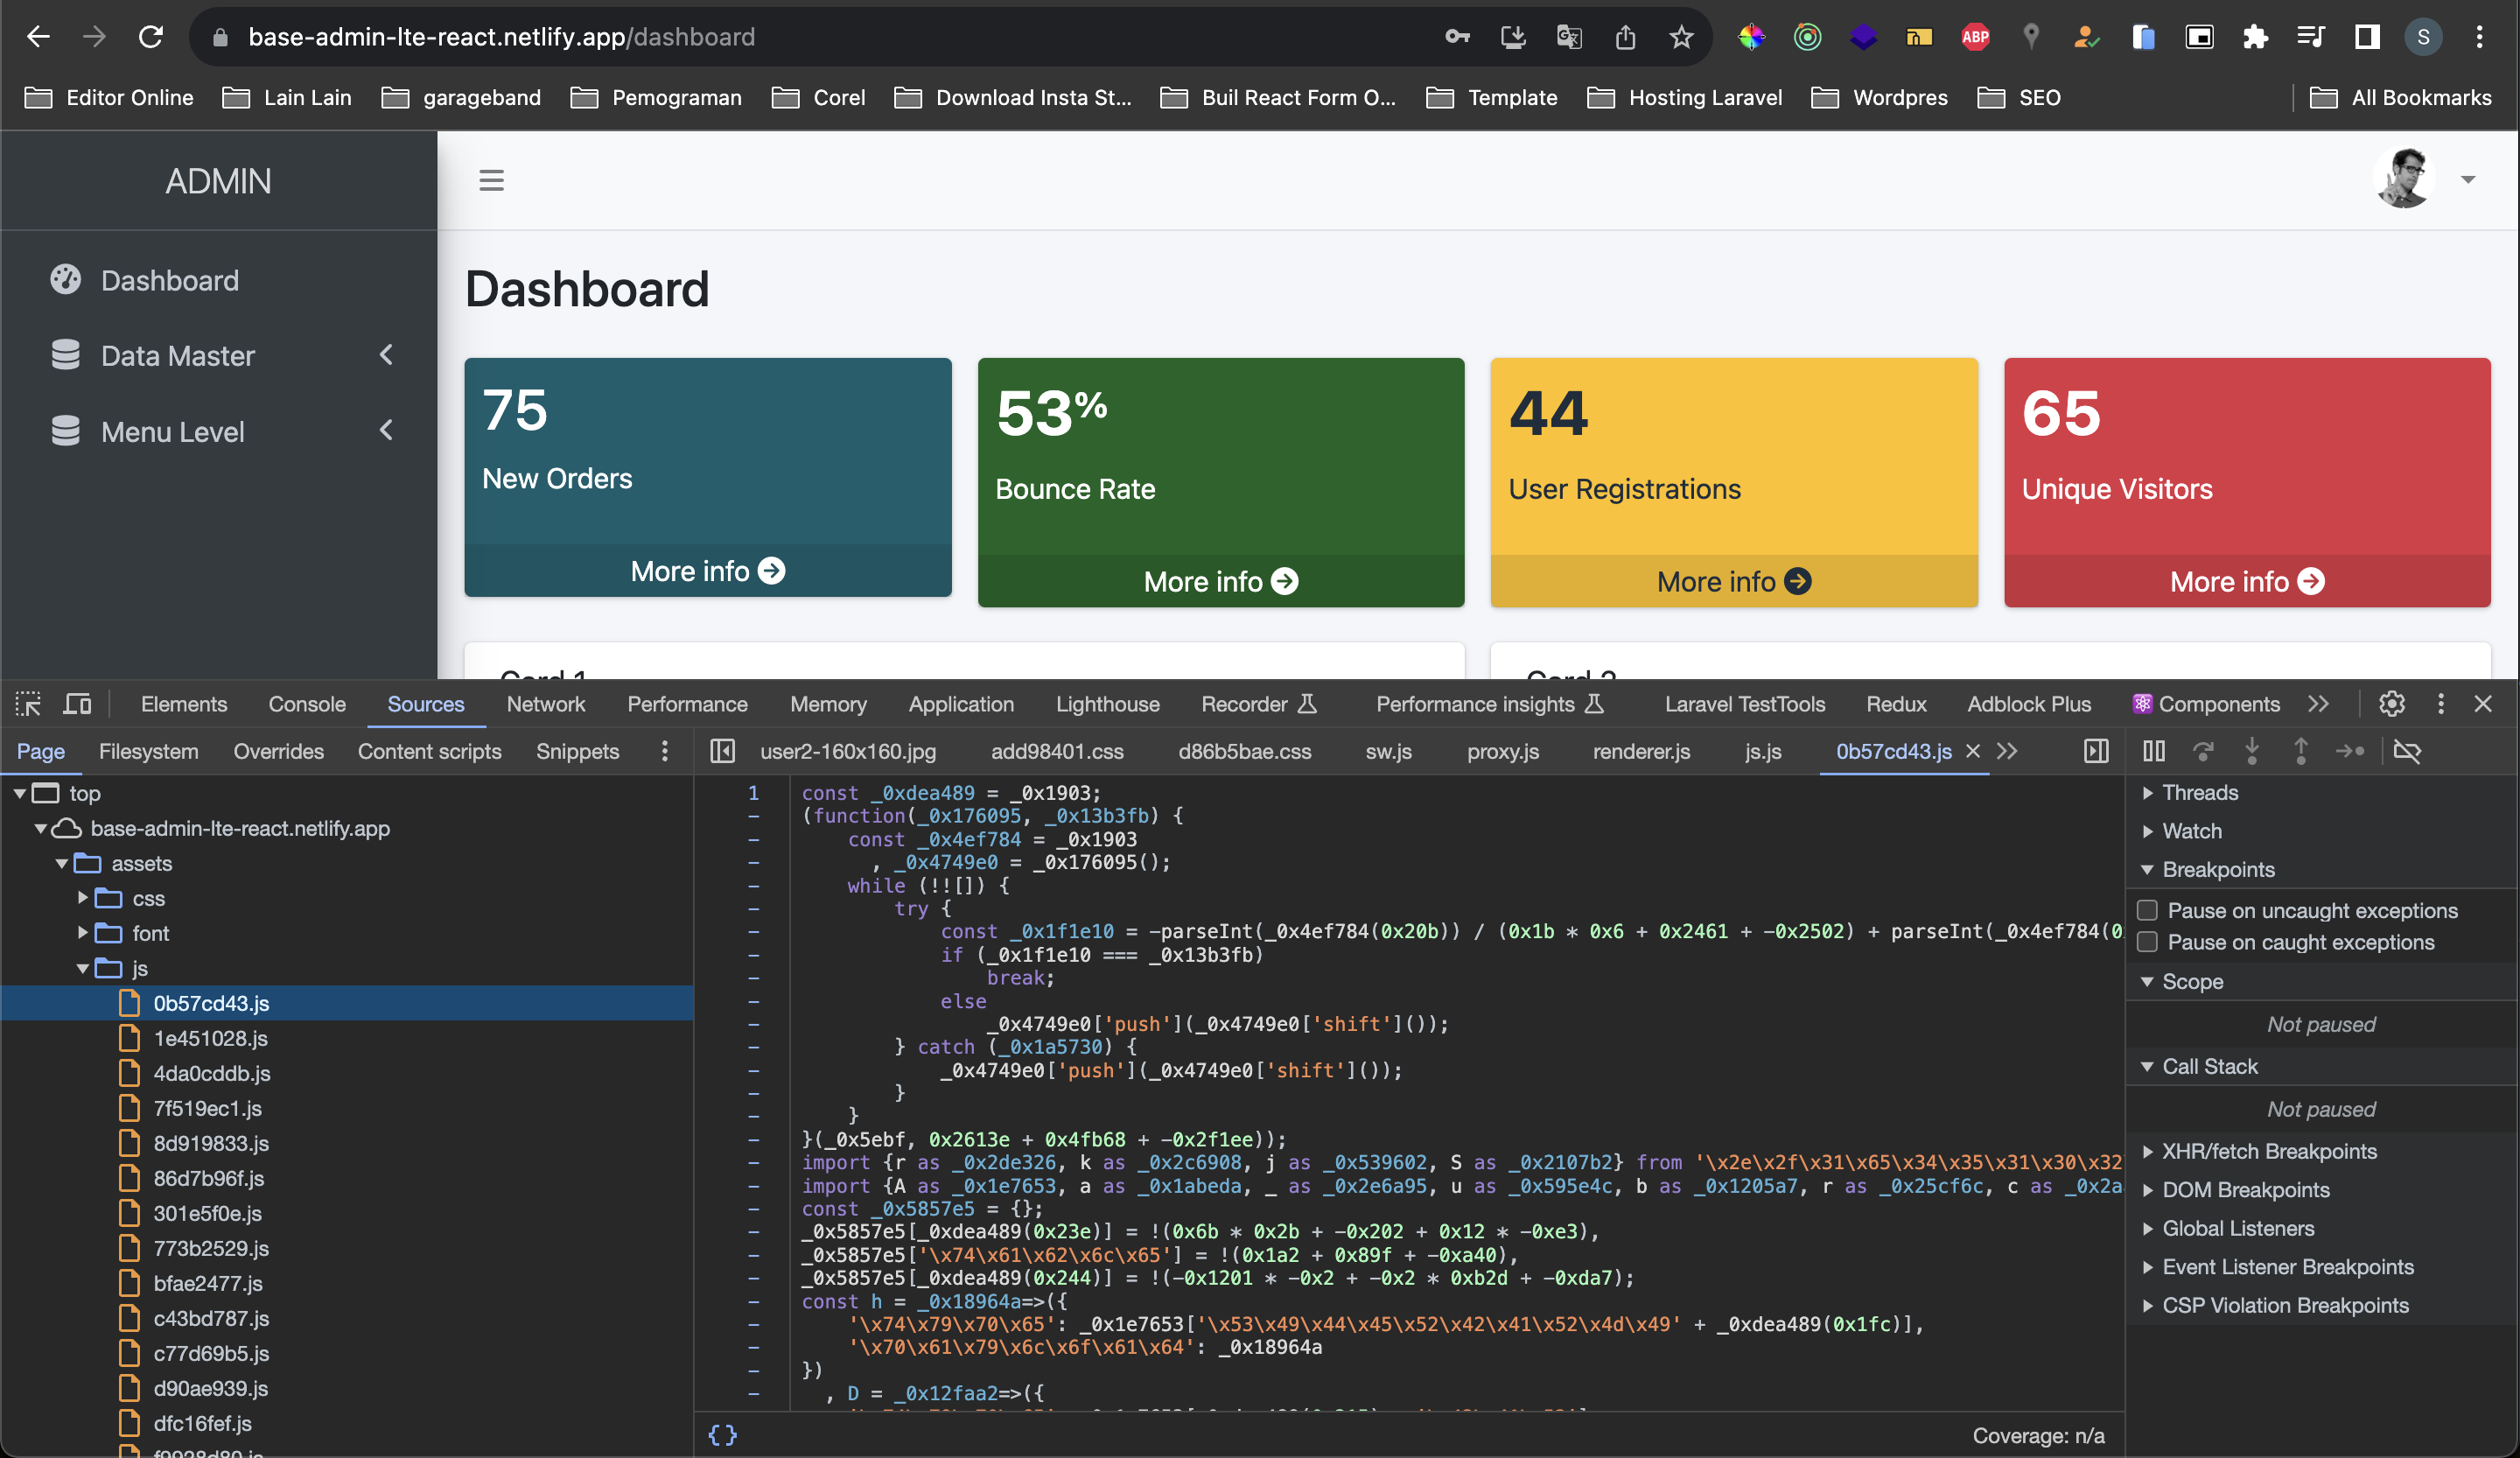 base-admin-lte-react.netlify.app/dashboard
ABP
S
Editor Online
Lain Lain
garageband
Pemograman
Corel
Download Insta St...
Buil React Form O...
Template
Hosting Laravel
Wordpres
SEO
All Bookmarks
ADMIN
Dashboard
Data Master
Menu Level
Dashboard
75
New Orders
More info
53%
Bounce Rate
More info
44
User Registrations
More info
65
Unique Visitors
More info
Card 1
Card 2
Elements
Console
Sources
Network
Performance
Memory
Application
Lighthouse
Recorder
Performance insights
Laravel TestTools
Redux
Adblock Plus
Components
Page
Filesystem
Overrides
Content scripts
Snippets
user2-160x160.jpg
add98401.css
d86b5bae.css
sw.js
proxy.js
renderer.js
js.js
0b57cd43.js
top
base-admin-lte-react.netlify.app
assets
css
font
js
0b57cd43.js
1e451028.js
4da0cddb.js
7f519ec1.js
8d919833.js
86d7b96f.js
301e5f0e.js
773b2529.js
bfae2477.js
c43bd787.js
c77d69b5.js
d90ae939.js
dfc16fef.js
1
const _0xdea489 = _0x1903;
(function(_0x176095, _0x13b3fb) {
const _0x4ef784 = _0x1903
, _0x4749e0 = _0x176095();
while (!![]) {
try {
const _0x1f1e10 = -parseInt(_0x4ef784(0x20b)) / (0x1b * 0x6 + 0x2461 + -0x2502) + parseInt(_0x4ef784(0
if (_0x1f1e10 === _0x13b3fb)
break;
else
_0x4749e0['push'](_0x4749e0['shift']());
} catch (_0x1a5730) {
_0x4749e0['push'](_0x4749e0['shift']());
}
}
}(_0x5ebf, 0x2613e + 0x4fb68 + -0x2f1ee));
import {r as _0x2de326, k as _0x2c6908, j as _0x539602, S as _0x2107b2} from '\x2e\x2f\x31\x65\x34\x35\x31\x30\x32
import {A as _0x1e7653, a as _0x1abeda, _ as _0x2e6a95, u as _0x595e4c, b as _0x1205a7, r as _0x25cf6c, c as _0x2a
const _0x5857e5 = {};
_0x5857e5[_0xdea489(0x23e)] = !(0x6b * 0x2b + -0x202 + 0x12 * -0xe3),
_0x5857e5['\x74\x61\x62\x6c\x65'] = !(0x1a2 + 0x89f + -0xa40),
_0x5857e5[_0xdea489(0x244)] = !(-0x1201 * -0x2 + -0x2 * 0xb2d + -0xda7);
const h = _0x18964a=>({
'\x74\x79\x70\x65': _0x1e7653['\x53\x49\x44\x45\x52\x42\x41\x52\x4d\x49' + _0xdea489(0x1fc)],
'\x70\x61\x79\x6c\x6f\x61\x64': _0x18964a
})
, D = _0x12faa2=>({
{}
Coverage: n/a
Threads
Watch
Breakpoints
Pause on uncaught exceptions
Pause on caught exceptions
Scope
Not paused
Call Stack
Not paused
XHR/fetch Breakpoints
DOM Breakpoints
Global Listeners
Event Listener Breakpoints
CSP Violation Breakpoints